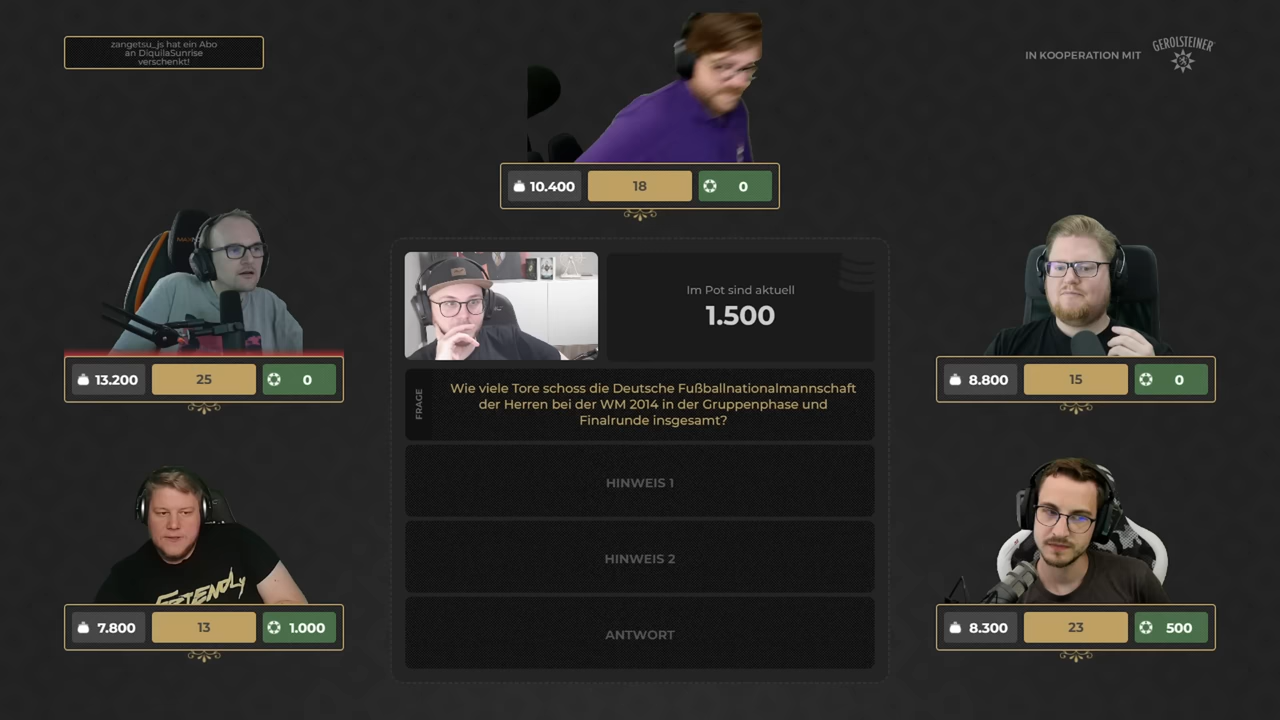 zangetsu_js hat ein Abo
an DiquilaSunrise
verschenkt!
IN KOOPERATION MIT
GEROLSTEINER
10.400
18
0
13.200
25
0
Im Pot sind aktuell
1.500
8.800
15
0
FRAGE
Wie viele Tore schoss die Deutsche Fußballnationalmannschaft
der Herren bei der WM 2014 in der Gruppenphase und
Finalrunde insgesamt?
HINWEIS 1
HINWEIS 2
ANTWORT
7.800
13
1.000
8.300
23
500